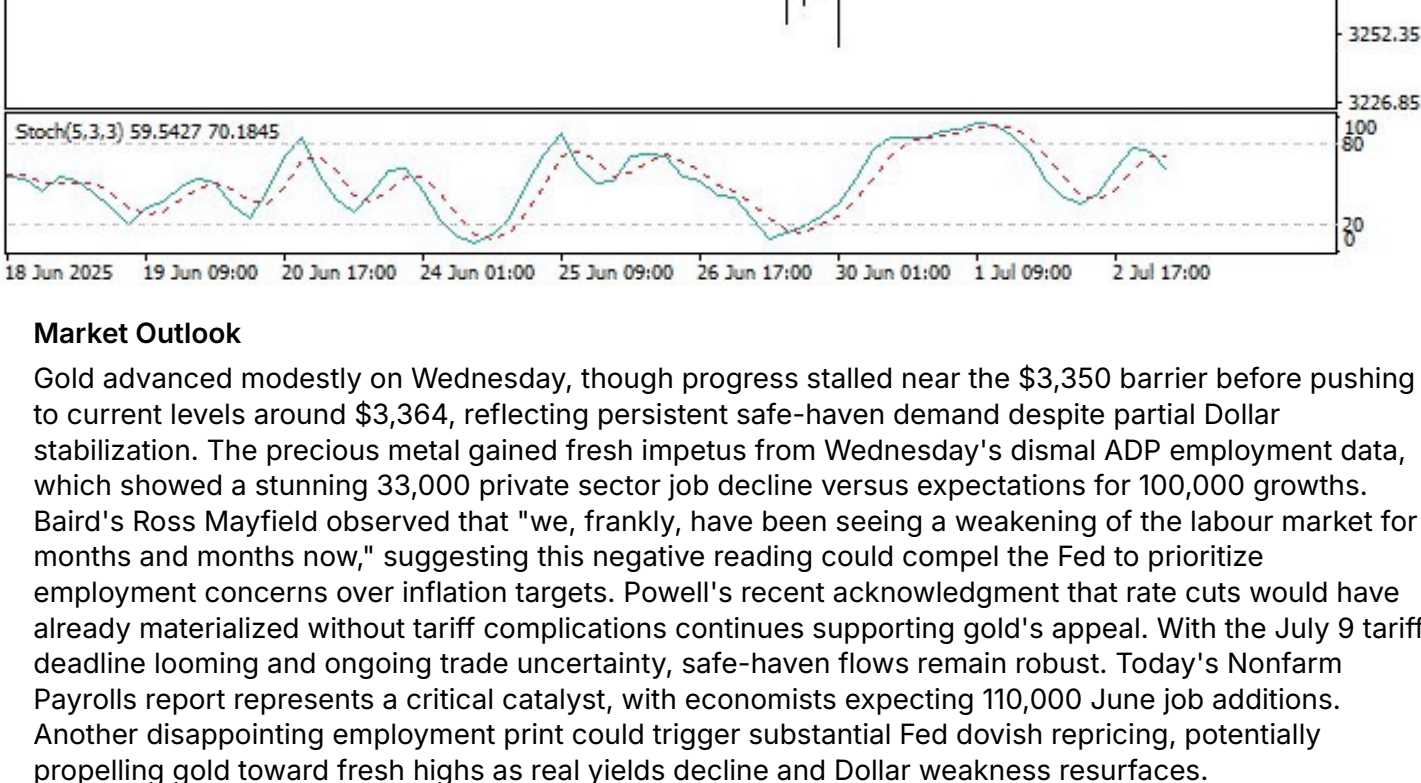 3252.35
3226.85
Stoch(5,3,3) 59.5427 70.1845
100
80
20
0
18 Jun 2025 19 Jun 09:00 20 Jun 17:00 24 Jun 01:00 25 Jun 09:00 26 Jun 17:00 30 Jun 01:00 1 Jul 09:00 2 Jul 17:00
Market Outlook
Gold advanced modestly on Wednesday, though progress stalled near the $3,350 barrier before pushing
to current levels around $3,364, reflecting persistent safe-haven demand despite partial Dollar
stabilization. The precious metal gained fresh impetus from Wednesday's dismal ADP employment data,
which showed a stunning 33,000 private sector job decline versus expectations for 100,000 growths.
Baird's Ross Mayfield observed that "we, frankly, have been seeing a weakening of the labour market for
months and months now," suggesting this negative reading could compel the Fed to prioritize
employment concerns over inflation targets. Powell's recent acknowledgment that rate cuts would have
already materialized without tariff complications continues supporting gold's appeal. With the July 9 tariff
deadline looming and ongoing trade uncertainty, safe-haven flows remain robust. Today's Nonfarm
Payrolls report represents a critical catalyst, with economists expecting 110,000 June job additions.
Another disappointing employment print could trigger substantial Fed dovish repricing, potentially
propelling gold toward fresh highs as real yields decline and Dollar weakness resurfaces.